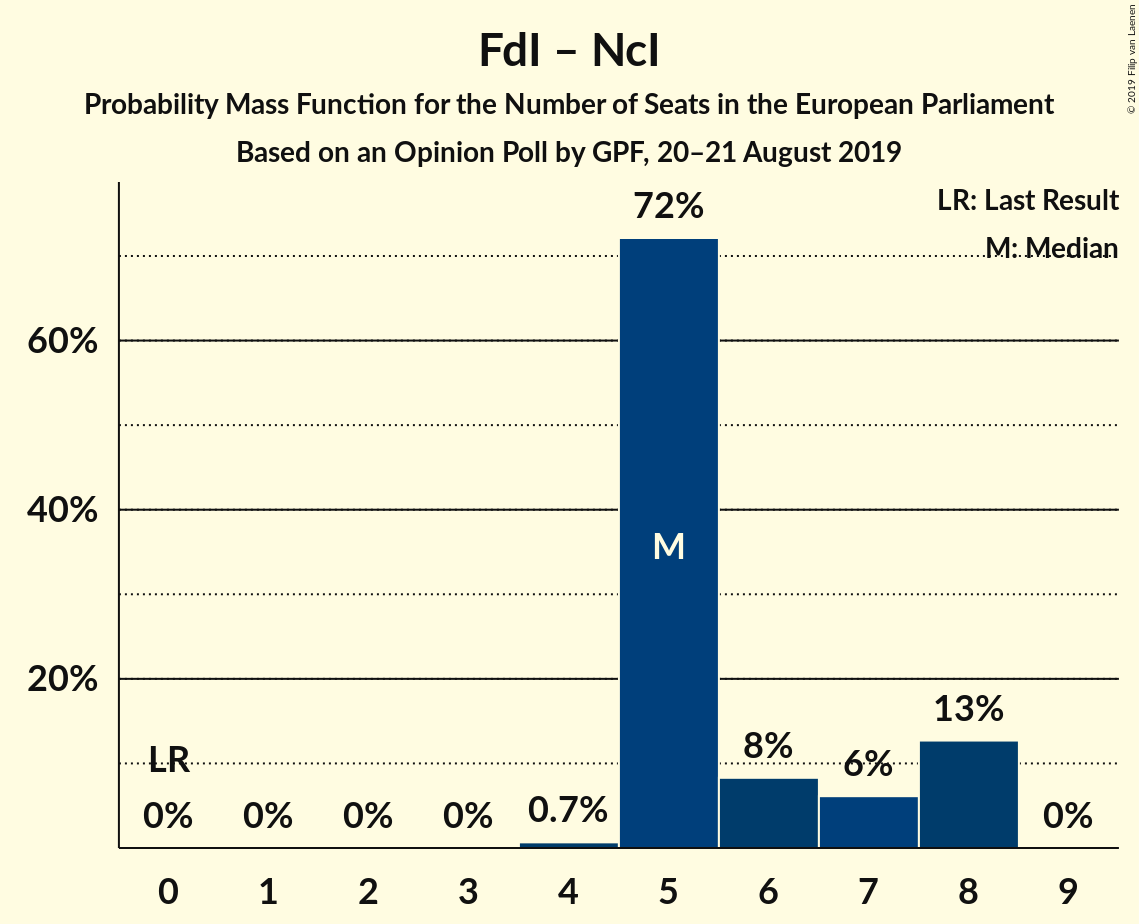 FdI – NcI
Probability Mass Function for the Number of Seats in the European Parliament
Based on an Opinion Poll by GPF, 20–21 August 2019
© 2019 Filip van Laenen
LR: Last Result
M: Median
72%
60%
40%
20%
M
LR
0%
0%
0%
0%
0.7%
8%
6%
13%
0%
0 1 2 3 4 5 6 7 8 9